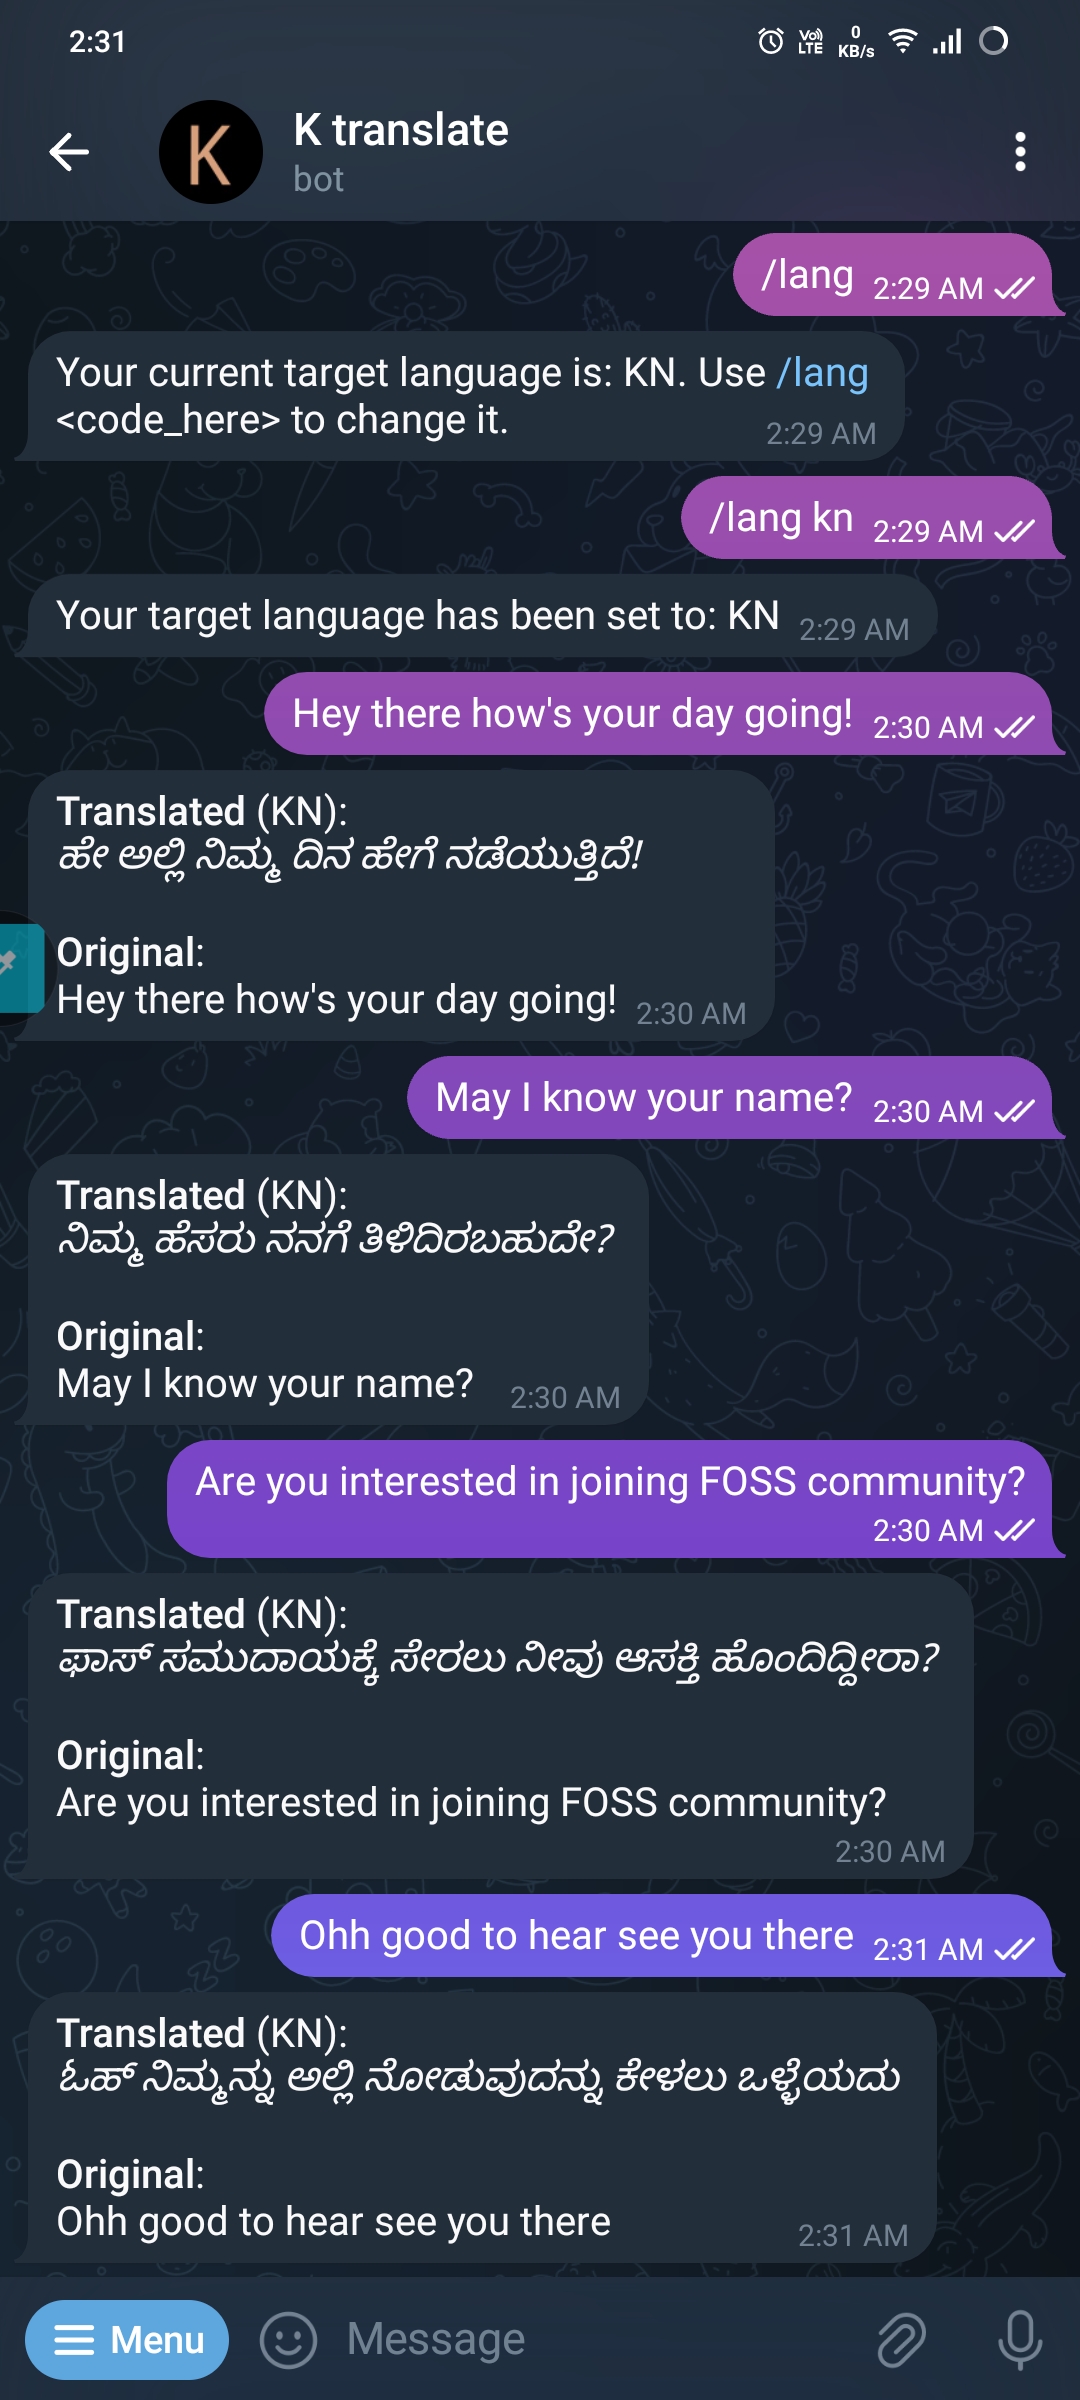 2:31
Vo)) LTE
0 KB/s
K
K translate
bot
/lang 2:29 AM
Your current target language is: KN. Use /lang
<code_here> to change it.
2:29 AM
/lang kn 2:29 AM
Your target language has been set to: KN 2:29 AM
Hey there how's your day going! 2:30 AM
Translated (KN):
ಹೇ ಅಲ್ಲಿ ನಿಮ್ಮ ದಿನ ಹೇಗೆ ನಡೆಯುತ್ತಿದೆ!
Original:
Hey there how's your day going! 2:30 AM
May I know your name? 2:30 AM
Translated (KN):
ನಿಮ್ಮ ಹೆಸರು ನನಗೆ ತಿಳಿದಿರಬಹುದೇ?
Original:
May I know your name? 2:30 AM
Are you interested in joining FOSS community?
2:30 AM
Translated (KN):
ಫಾಸ್ ಸಮುದಾಯಕ್ಕೆ ಸೇರಲು ನೀವು ಆಸಕ್ತಿ ಹೊಂದಿದ್ದೀರಾ?
Original:
Are you interested in joining FOSS community?
2:30 AM
Ohh good to hear see you there 2:31 AM
Translated (KN):
ಓಹ್ ನಿಮ್ಮನ್ನು ಅಲ್ಲಿ ನೋಡುವುದನ್ನು ಕೇಳಲು ಒಳ್ಳೆಯದು
Original:
Ohh good to hear see you there 2:31 AM
Menu
Message